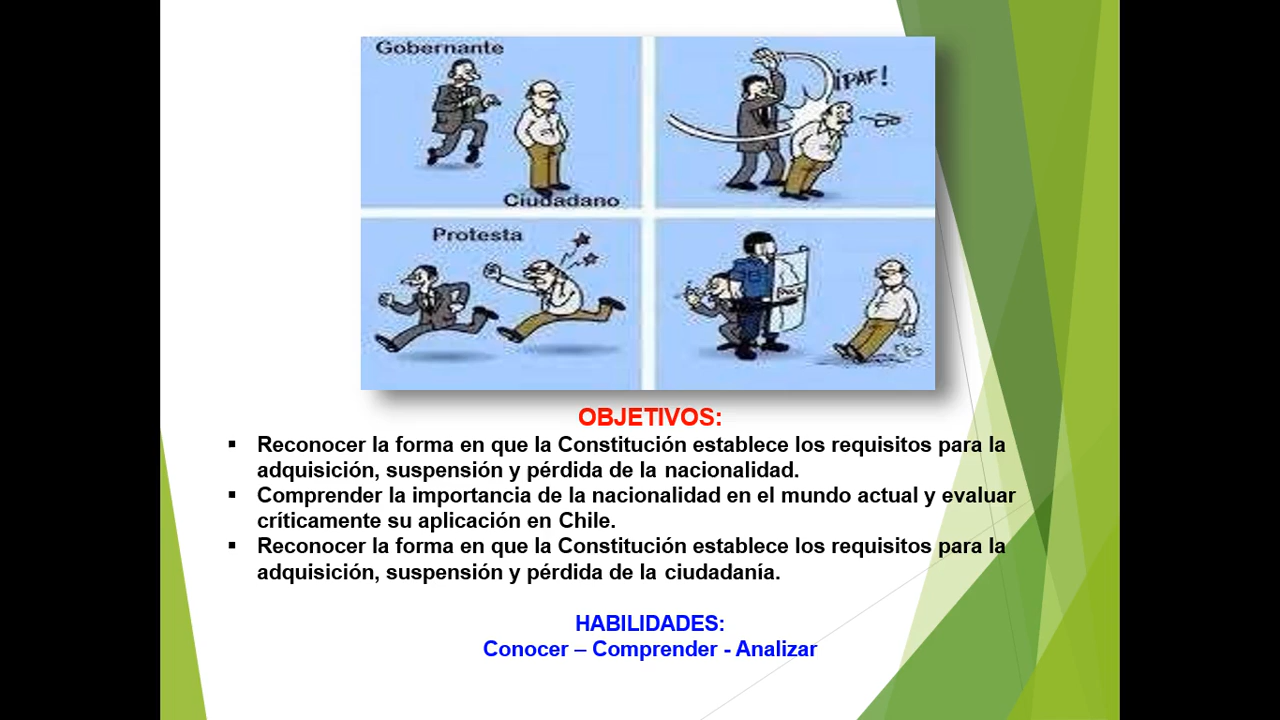 Gobernante
¡PAF!
Ciudadano
Protesta
OBJETIVOS:
▪ Reconocer la forma en que la Constitución establece los requisitos para la
adquisición, suspensión y pérdida de la nacionalidad.
▪ Comprender la importancia de la nacionalidad en el mundo actual y evaluar
críticamente su aplicación en Chile.
▪ Reconocer la forma en que la Constitución establece los requisitos para la
adquisición, suspensión y pérdida de la ciudadanía.
HABILIDADES:
Conocer – Comprender - Analizar